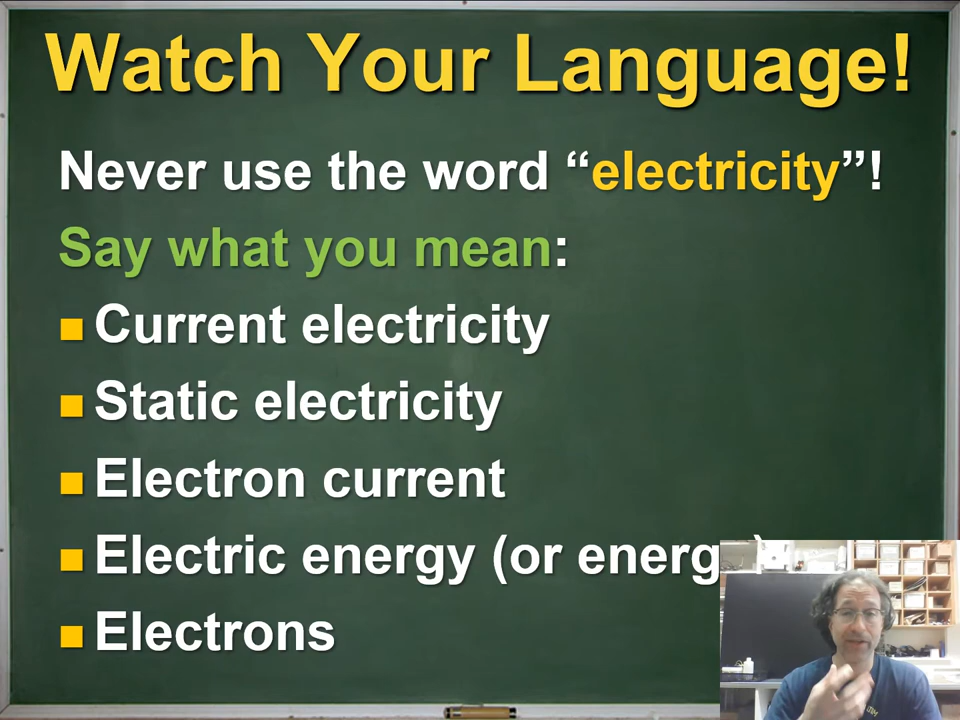 Watch Your Language!
Never use the word “electricity”!
Say what you mean:
Current electricity
Static electricity
Electron current
Electric energy (or energy)
Electrons